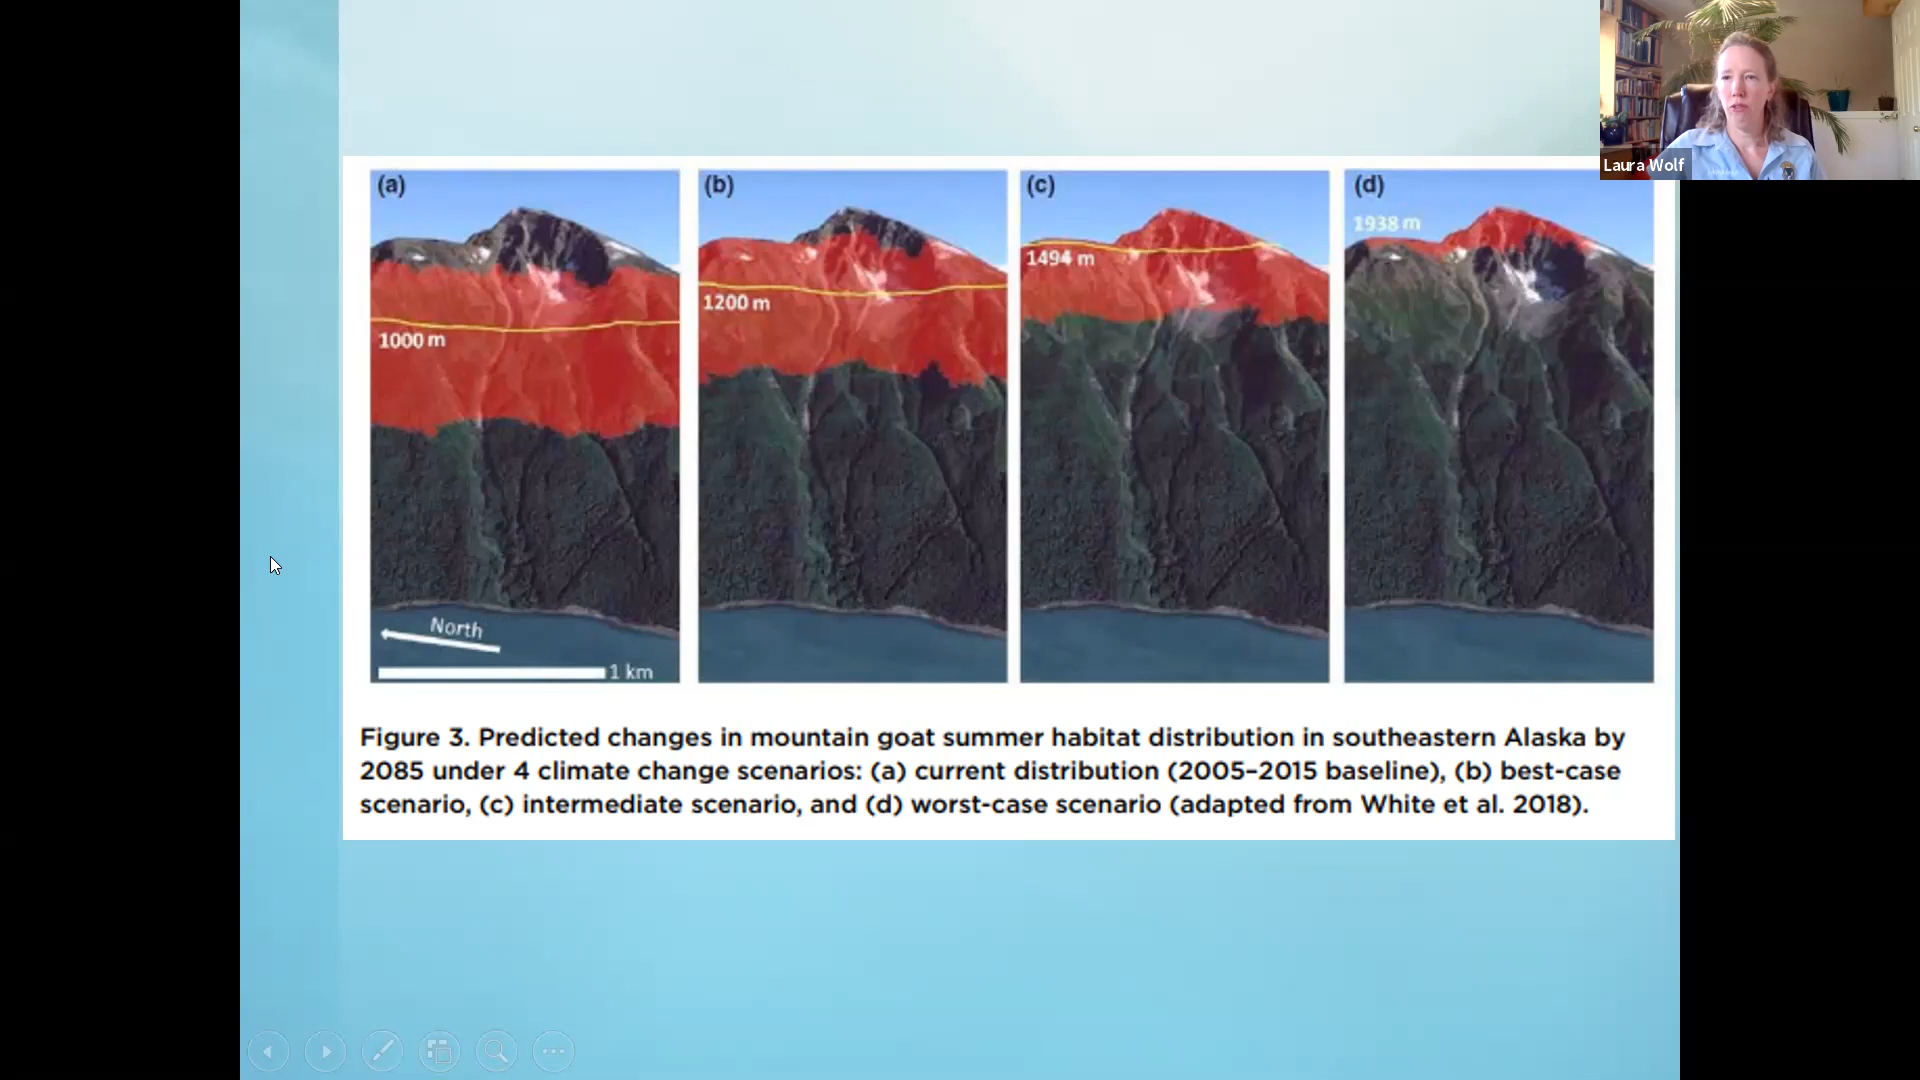 Laura Wolf
(a)
(b)
(c)
(d)
1938 m
1494 m
1200 m
1000 m
North
1 km
Figure 3. Predicted changes in mountain goat summer habitat distribution in southeastern Alaska by
2085 under 4 climate change scenarios: (a) current distribution (2005–2015 baseline), (b) best-case
scenario, (c) intermediate scenario, and (d) worst-case scenario (adapted from White et al. 2018).